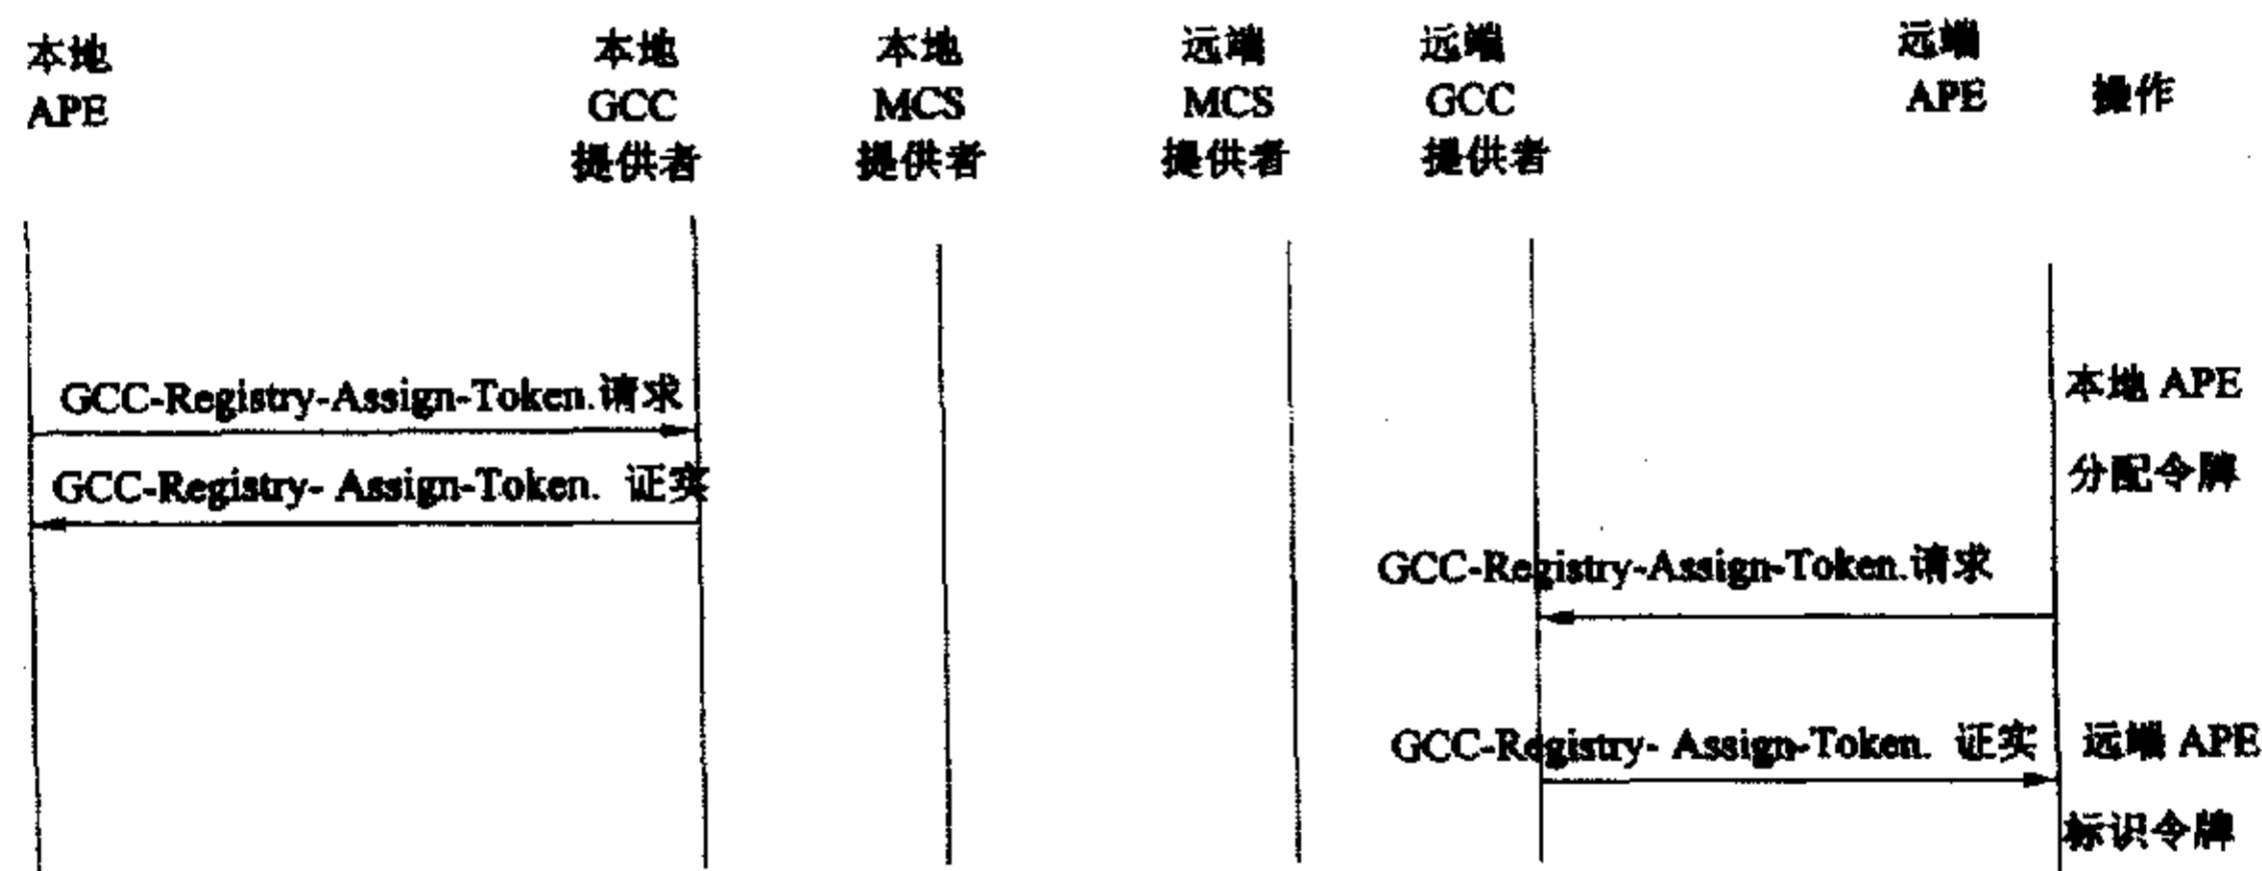 本地
APE
本地
GCC
提供者
本地
MCS
提供者
远端
MCS
提供者
远端
GCC
提供者
远端
APE
操作
GCC-Registry-Assign-Token.请求
本地 APE
GCC-Registry- Assign-Token. 证实
分配令牌
GCC-Registry-Assign-Token.请求
GCC-Registry- Assign-Token. 证实
远端 APE
标识令牌